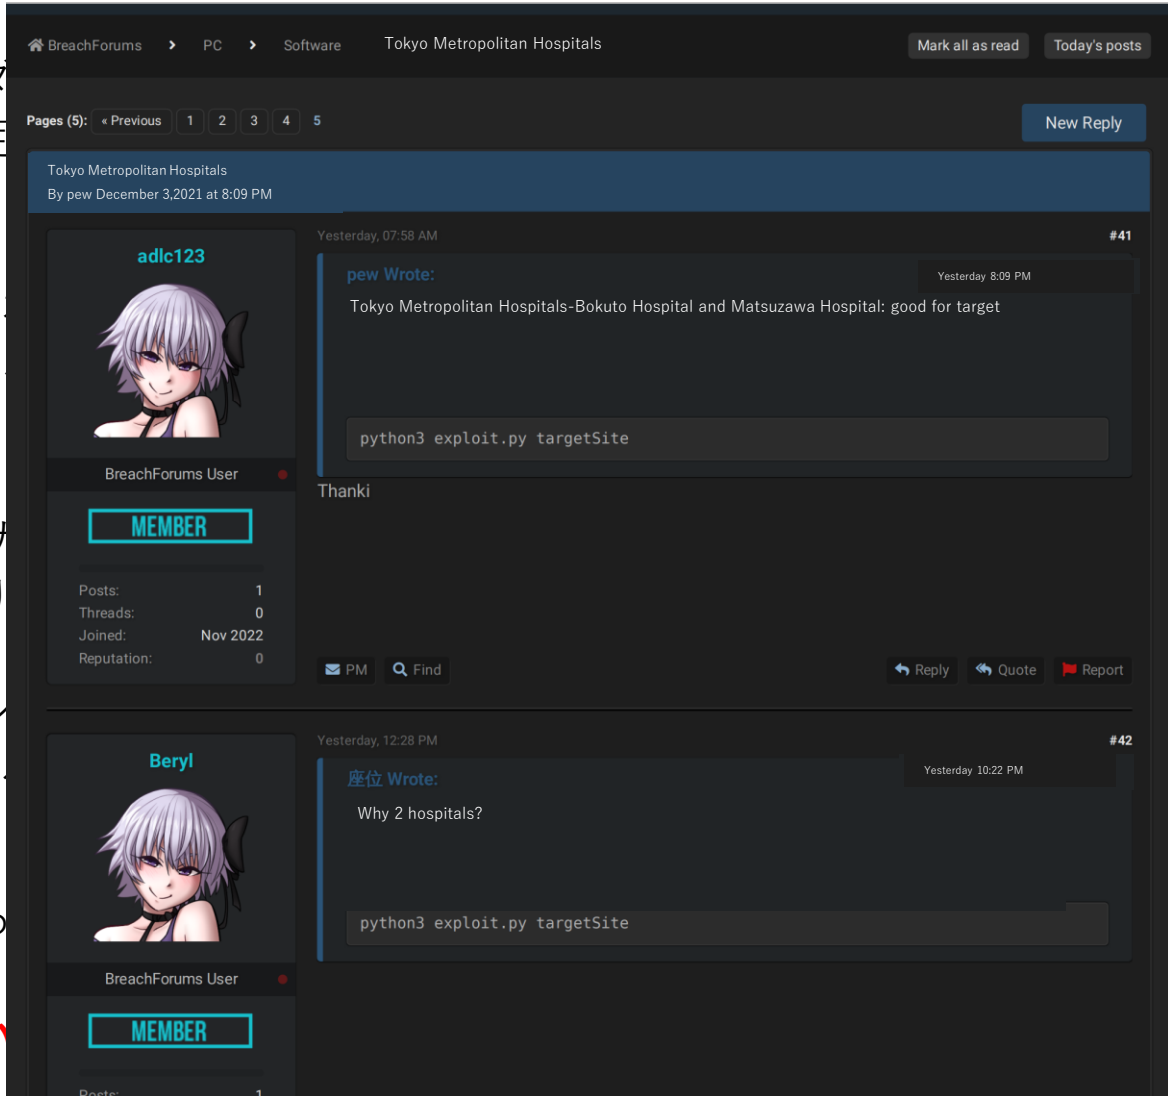 BreachForums > PC > Software Tokyo Metropolitan Hospitals Mark all as read Today's posts
Pages (5): « Previous 1 2 3 4 5
New Reply
Tokyo Metropolitan Hospitals
By pew December 3,2021 at 8:09 PM
adlc123
BreachForums User
MEMBER
Posts: 1
Threads: 0
Joined: Nov 2022
Reputation: 0
Yesterday, 07:58 AM #41
pew Wrote: Yesterday 8:09 PM
Tokyo Metropolitan Hospitals-Bokuto Hospital and Matsuzawa Hospital: good for target
python3 exploit.py targetSite
Thanki
PM Find Reply Quote Report
Beryl
BreachForums User
MEMBER
Posts: 1
Yesterday, 12:28 PM #42
座位 Wrote: Yesterday 10:22 PM
Why 2 hospitals?
python3 exploit.py targetSite